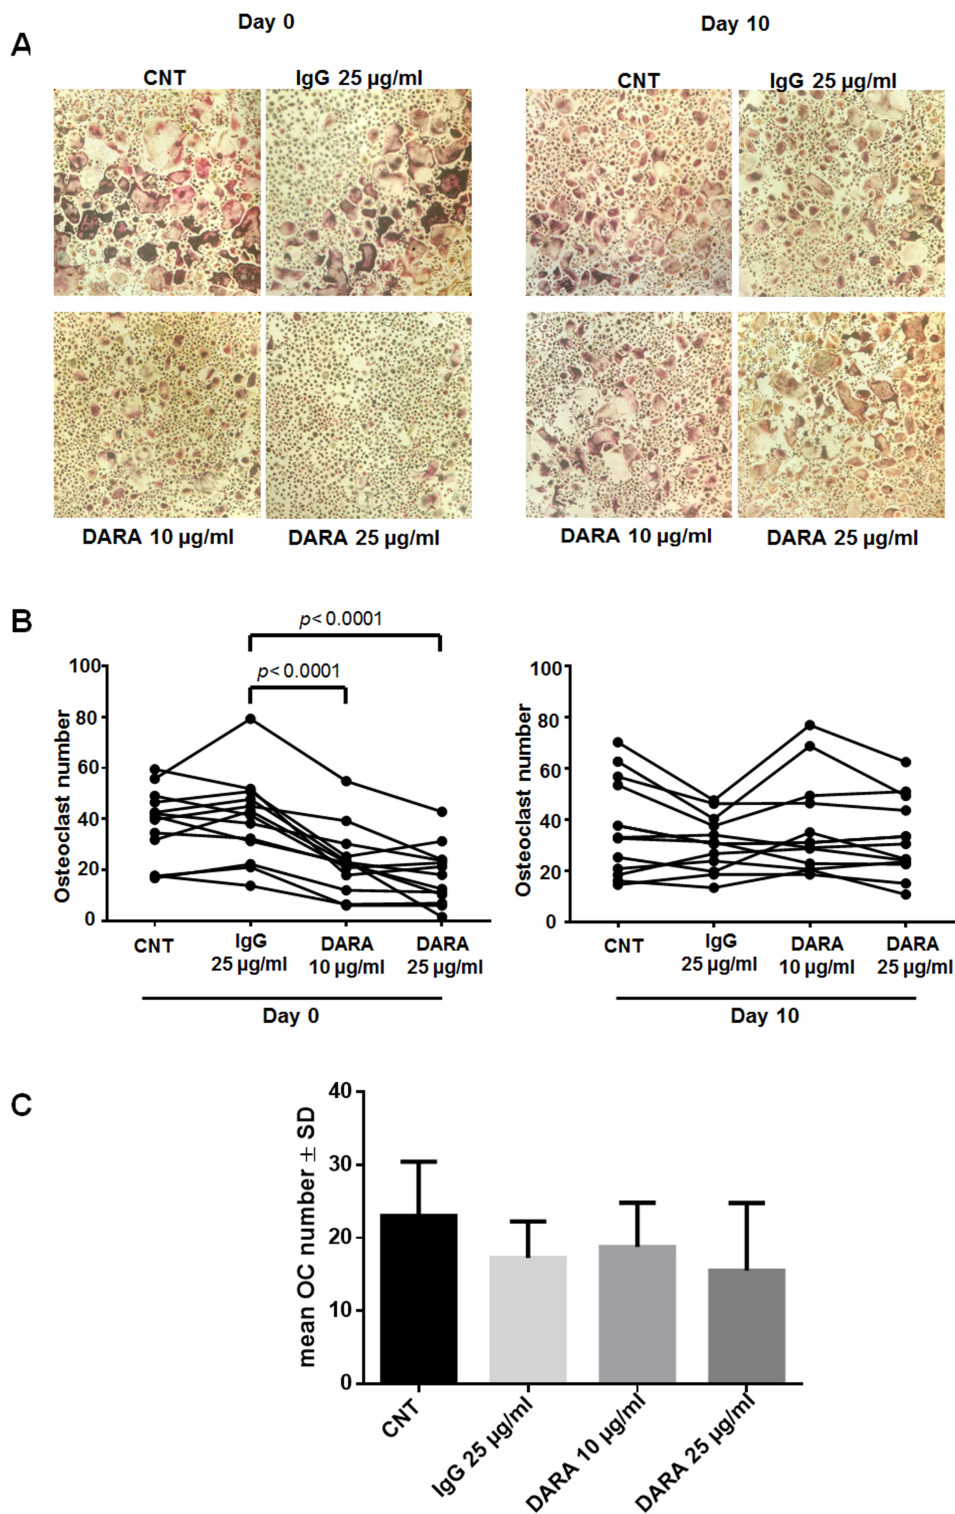 Day 0
Day 10
A
CNT
IgG 25 µg/ml
CNT
IgG 25 µg/ml
DARA 10 µg/ml
DARA 25 µg/ml
DARA 10 µg/ml
DARA 25 µg/ml
B
p< 0.0001
p< 0.0001
Osteoclast number
100
80
60
40
20
0
CNT
IgG
25 µg/ml
DARA
10 µg/ml
DARA
25 µg/ml
Day 0
Osteoclast number
100
80
60
40
20
0
CNT
IgG
25 µg/ml
DARA
10 µg/ml
DARA
25 µg/ml
Day 10
C
mean OC number ± SD
40
30
20
10
0
CNT
IgG 25 µg/ml
DARA 10 µg/ml
DARA 25 µg/ml